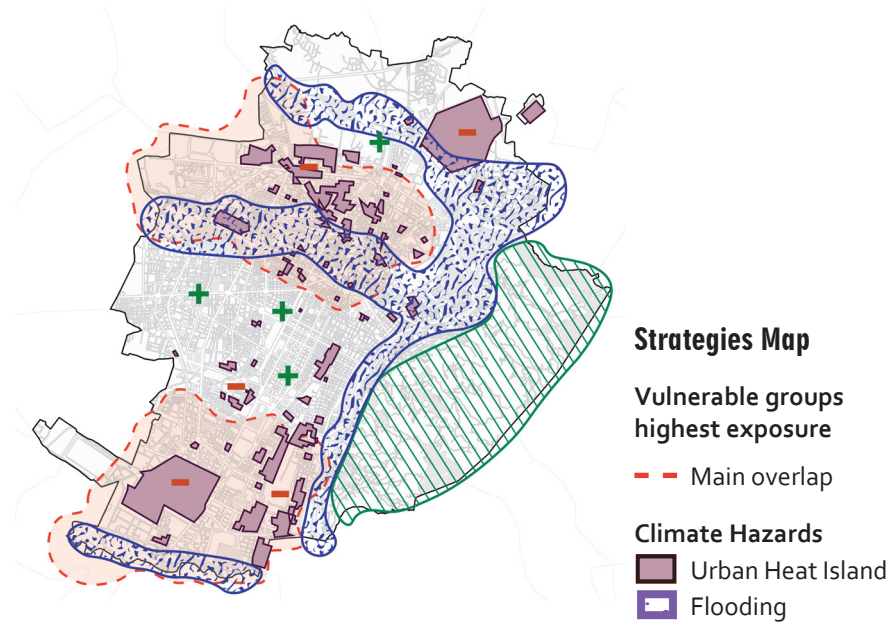 Strategies Map
Vulnerable groups
highest exposure
Main overlap
Climate Hazards
Urban Heat Island
Flooding